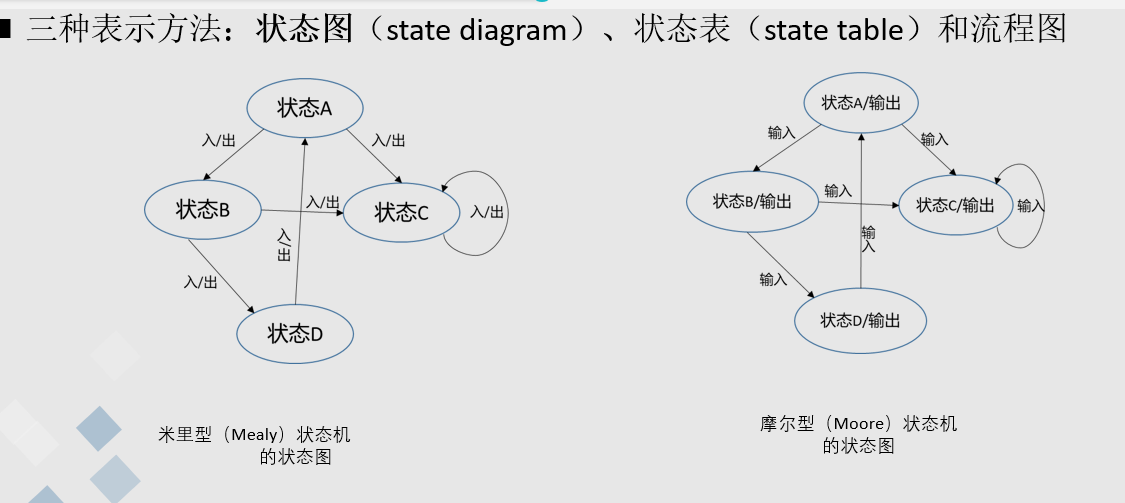 三种表示方法：状态图（state diagram）、状态表（state table）和流程图
状态A
入/出
入/出
状态B
入/出
状态C
入/出
入/出
入/出
状态D
米里型（Mealy）状态机
的状态图
状态A/输出
输入
输入
状态B/输出
输入
状态C/输出
输入
输入
输入
状态D/输出
摩尔型（Moore）状态机
的状态图